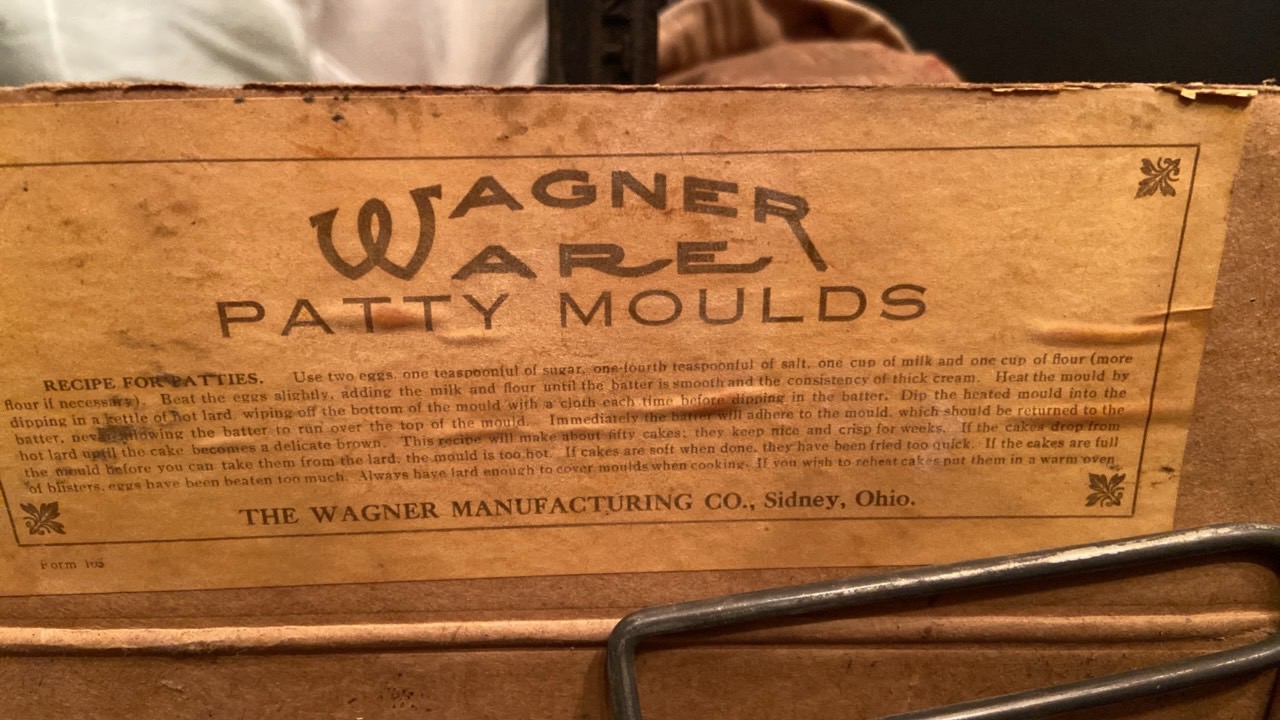 WAGNER
WARE
PATTY MOULDS
RECIPE FOR PATTIES. Use two eggs, one teaspoonful of sugar, one-fourth teaspoonful of salt, one cup of milk and one cup of flour (more
flour if necessary). Beat the eggs slightly, adding the milk and flour until the batter is smooth and the consistency of thick cream. Heat the mould by
dipping in a kettle of hot lard, wiping off the bottom of the mould with a cloth each time before dipping in the batter. Dip the heated mould into the
batter, never allowing the batter to run over the top of the mould. Immediately the batter will adhere to the mould, which should be returned to the
hot lard until the cake becomes a delicate brown. This recipe will make about fifty cakes; they keep nice and crisp for weeks. If the cakes drop from
the mould before you can take them from the lard, the mould is too hot. If cakes are soft when done, they have been fried too quick. If the cakes are full
of blisters, eggs have been beaten too much. Always have lard enough to cover moulds when cooking. If you wish to reheat cakes put them in a warm oven
THE WAGNER MANUFACTURING CO., Sidney, Ohio.
Form 105